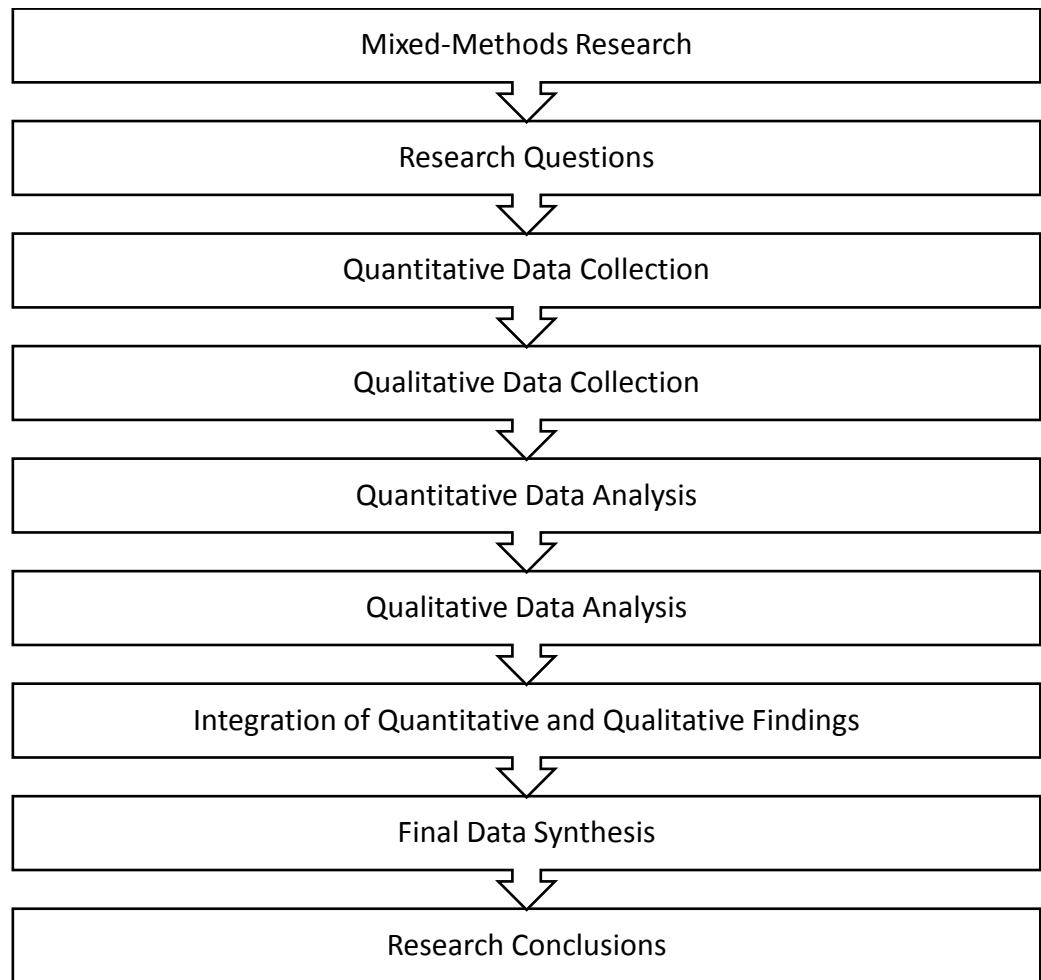 Mixed-Methods Research
Research Questions
Quantitative Data Collection
Qualitative Data Collection
Quantitative Data Analysis
Qualitative Data Analysis
Integration of Quantitative and Qualitative Findings
Final Data Synthesis
Research Conclusions